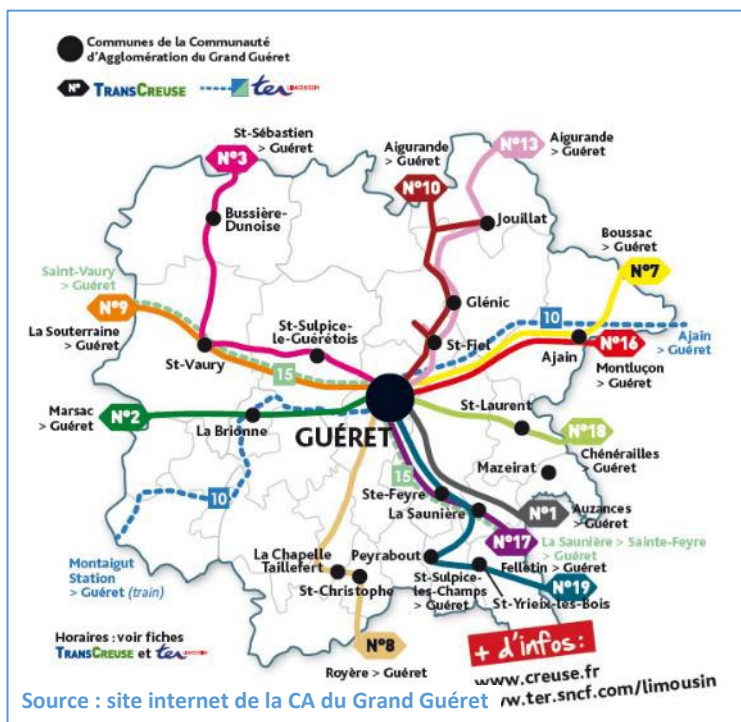 Communes de la Communauté
d'Agglomération du Grand Guéret
N° TRANSCREUSE ter LIMOUSIN
St-Sébastien
> Guéret
N°3
Aigurande
> Guéret
N°10
N°13
Aigurande
> Guéret
Bussière-
Dunoise
Jouillat
Boussac
> Guéret
N°7
Saint-Vaury
> Guéret
N°9
La Souterraine
> Guéret
St-Vaury
St-Sulpice-
le-Guérétois
15
Glénic
St-Fiel
10
Ajain
Ajain
> Guéret
N°16
Montluçon
> Guéret
Marsac
> Guéret
N°2
La Brionne
GUÉRET
St-Laurent
N°18
Chénérailles
> Guéret
Mazeirat
10
15
Ste-Feyre
La Saunière
N°1
Auzances
> Guéret
N°17
La Saunière > Sainte-Feyre
> Guéret
Felletin > Guéret
Montaigut
Station
> Guéret (train)
La Chapelle
Taillefert
St-Christophe
Peyrabout
St-Sulpice-
les-Champs
> Guéret
N°19
St-Yrieix-les-Bois
N°8
Royère > Guéret
Horaires : voir fiches
TRANSCREUSE et ter LIMOUSIN
+ d'infos:
www.creuse.fr
www.ter.sncf.com/limousin
Source : site internet de la CA du Grand Guéret